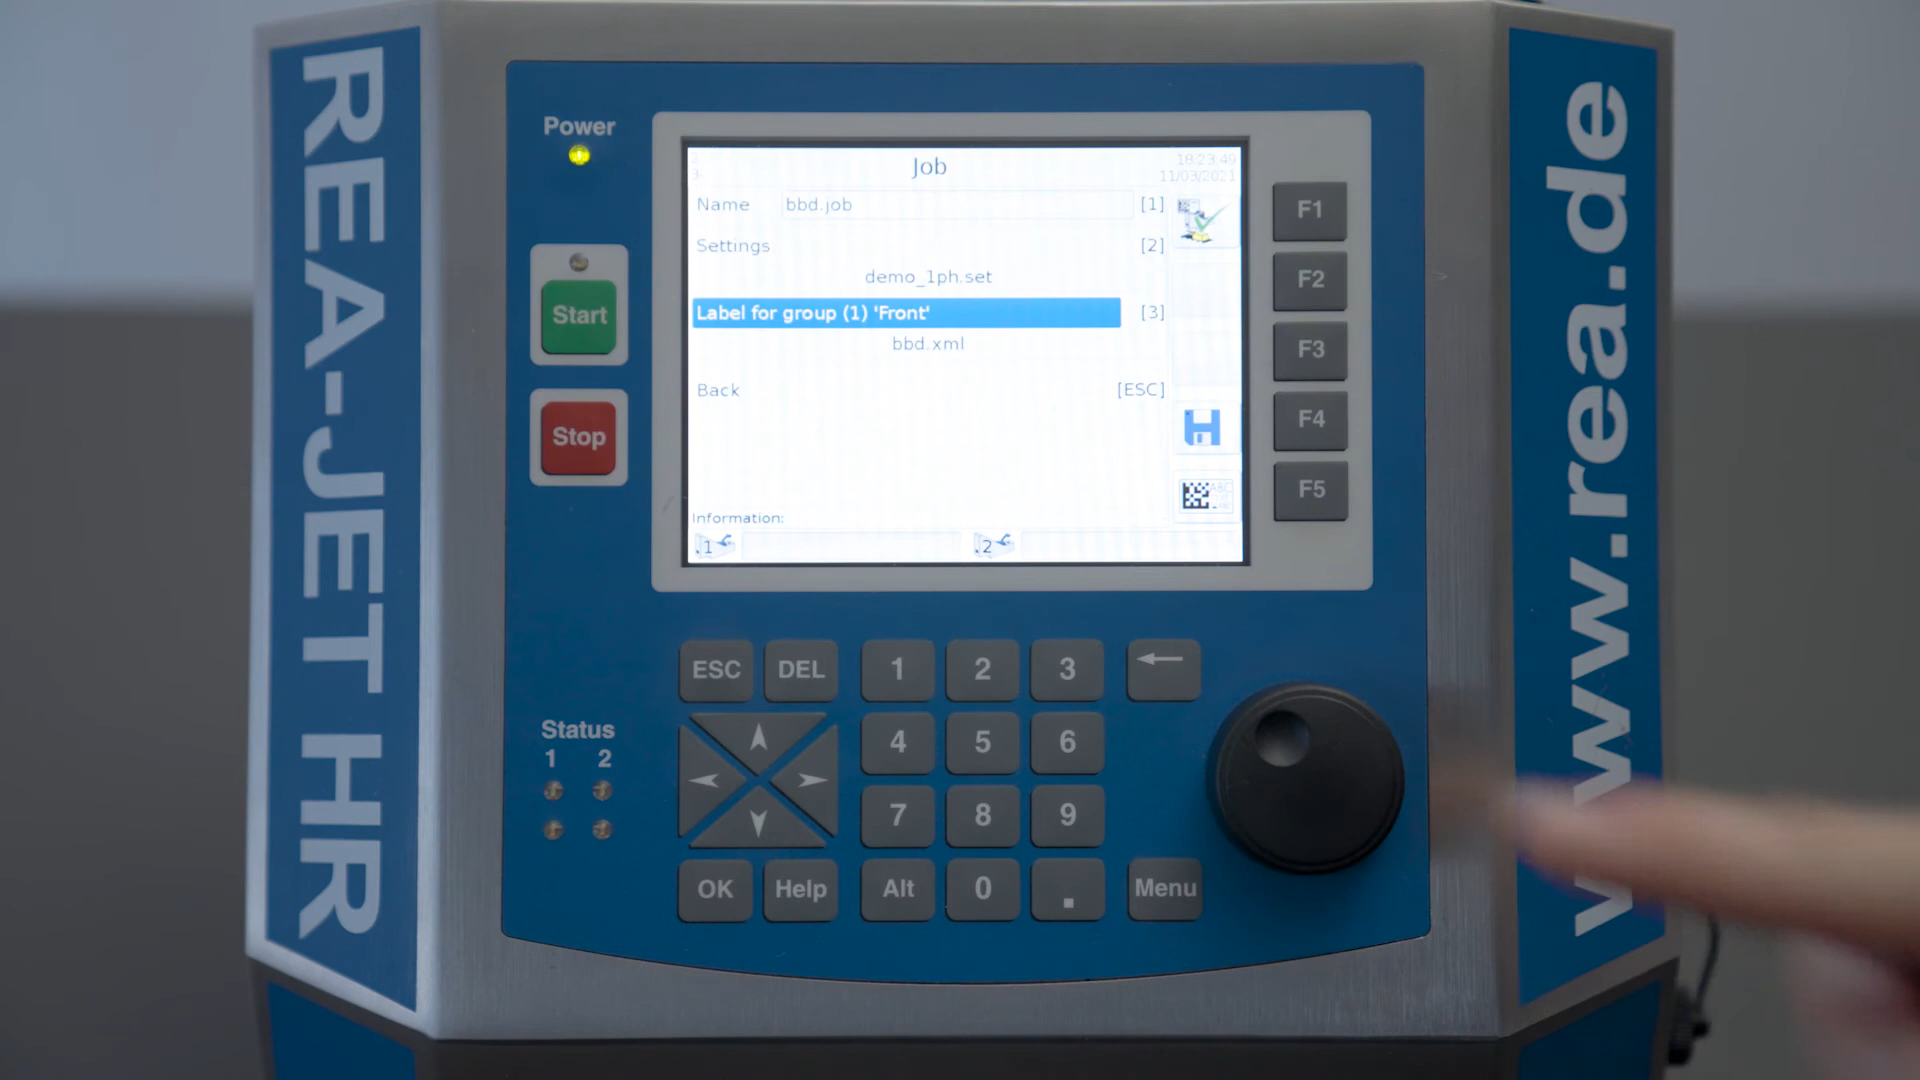 REA-JET HR
Power
Start
Stop
Status
1 2
Job
18:23:49
11/03/2021
Name bbd.job [1]
Settings [2]
demo_1ph.set
Label for group (1) 'Front' [3]
bbd.xml
Back [ESC]
Information:
1 2
F1
F2
F3
F4
F5
ESC DEL 1 2 3
4 5 6
7 8 9
OK Help Alt 0 . Menu
www.rea.de